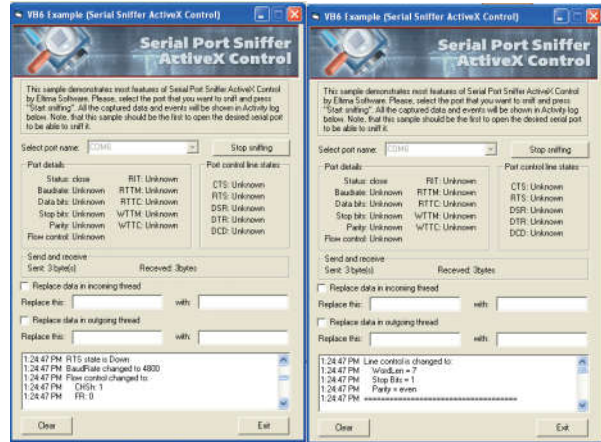 VB6 Example (Serial Sniffer ActiveX Control)
Serial Port Sniffer
ActiveX Control
This sample demonstrates most features of Serial Port Sniffer ActiveX Control
by Eltima Software. Please, select the port that you want to sniff and press
"Start sniffing". All the captured data and events will be shown in Activity log
below. Note, that this sample should be the first to open the desired serial port
to be able to sniff it.
Select port name: COM6 Stop sniffing
Port details
Status: close RIT: Unknown
Baudrate: Unknown RTTM: Unknown
Data bits: Unknown RTTC: Unknown
Stop bits: Unknown WTTM: Unknown
Parity: Unknown WTTC: Unknown
Flow control: Unknown
Port control line states
CTS: Unknown
RTS: Unknown
DSR: Unknown
DTR: Unknown
DCD: Unknown
Send and receive
Sent: 3 byte(s) Receved: 3bytes
Replace data in incoming thread
Replace this: with:
Replace data in outgoing thread
Replace this: with:
1:24:47 PM RTS state is Down
1:24:47 PM BaudRate changed to 4800
1:24:47 PM Flow control changed to:
1:24:47 PM CHSh: 1
1:24:47 PM FR: 0
Clear Exit
VB6 Example (Serial Sniffer ActiveX Control)
Serial Port Sniffer
ActiveX Control
This sample demonstrates most features of Serial Port Sniffer ActiveX Control
by Eltima Software. Please, select the port that you want to sniff and press
"Start sniffing". All the captured data and events will be shown in Activity log
below. Note, that this sample should be the first to open the desired serial port
to be able to sniff it.
Select port name: COM6 Stop sniffing
Port details
Status: close RIT: Unknown
Baudrate: Unknown RTTM: Unknown
Data bits: Unknown RTTC: Unknown
Stop bits: Unknown WTTM: Unknown
Parity: Unknown WTTC: Unknown
Flow control: Unknown
Port control line states
CTS: Unknown
RTS: Unknown
DSR: Unknown
DTR: Unknown
DCD: Unknown
Send and receive
Sent: 3 byte(s) Receved: 3bytes
Replace data in incoming thread
Replace this: with:
Replace data in outgoing thread
Replace this: with:
1:24:47 PM Line control is changed to:
1:24:47 PM WordLen = 7
1:24:47 PM Stop Bits = 1
1:24:47 PM Parity = even
1:24:47 PM ====================================
Clear Exit